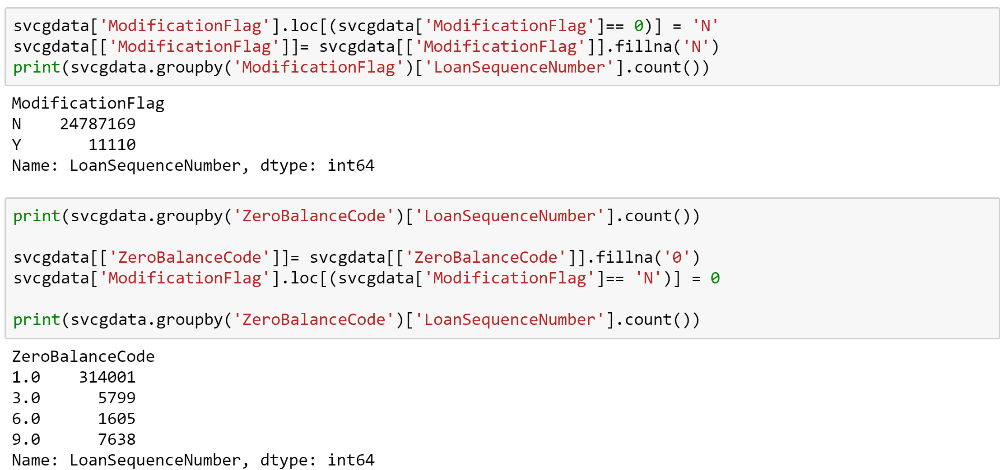 svcgdata['ModificationFlag'].loc[(svcgdata['ModificationFlag']== 0)] = 'N'
svcgdata[['ModificationFlag']]= svcgdata[['ModificationFlag']].fillna('N')
print(svcgdata.groupby('ModificationFlag')['LoanSequenceNumber'].count())
ModificationFlag
N    24787169
Y       11110
Name: LoanSequenceNumber, dtype: int64
print(svcgdata.groupby('ZeroBalanceCode')['LoanSequenceNumber'].count())
svcgdata[['ZeroBalanceCode']]= svcgdata[['ZeroBalanceCode']].fillna('0')
svcgdata['ModificationFlag'].loc[(svcgdata['ModificationFlag']== 'N')] = 0
print(svcgdata.groupby('ZeroBalanceCode')['LoanSequenceNumber'].count())
ZeroBalanceCode
1.0    314001
3.0      5799
6.0      1605
9.0      7638
Name: LoanSequenceNumber, dtype: int64